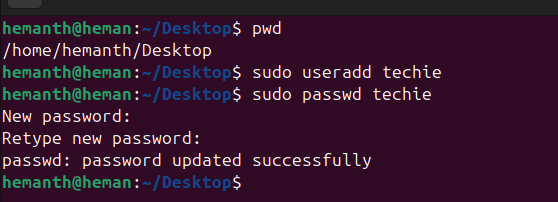 hemanth@heman:~/Desktop$ pwd
/home/hemanth/Desktop
hemanth@heman:~/Desktop$ sudo useradd techie
hemanth@heman:~/Desktop$ sudo passwd techie
New password:
Retype new password:
passwd: password updated successfully
hemanth@heman:~/Desktop$